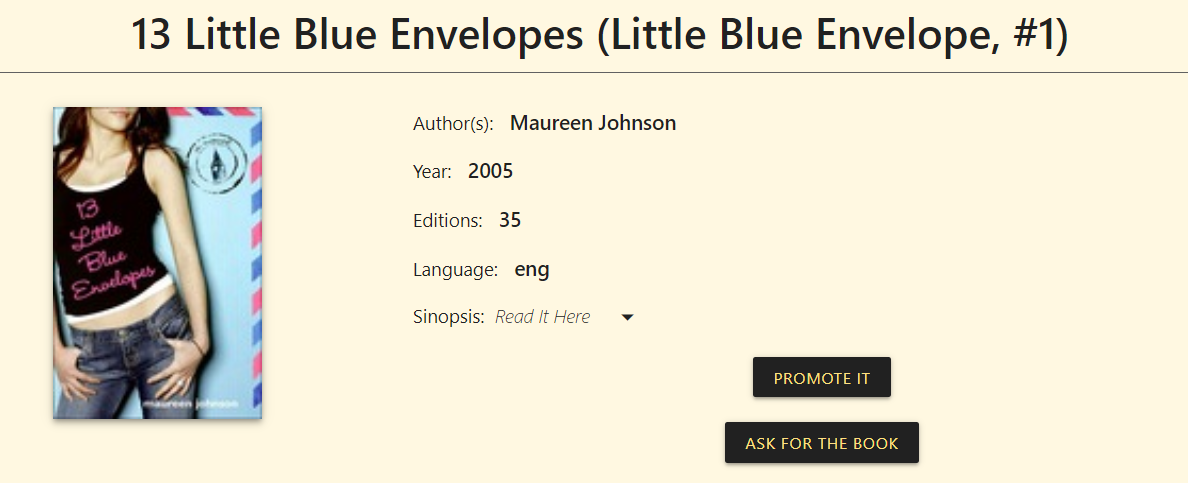 13 Little Blue Envelopes (Little Blue Envelope, #1)
13
Little
Blue
Envelopes
maureen johnson
Author(s): Maureen Johnson
Year: 2005
Editions: 35
Language: eng
Sinopsis: Read It Here
PROMOTE IT
ASK FOR THE BOOK